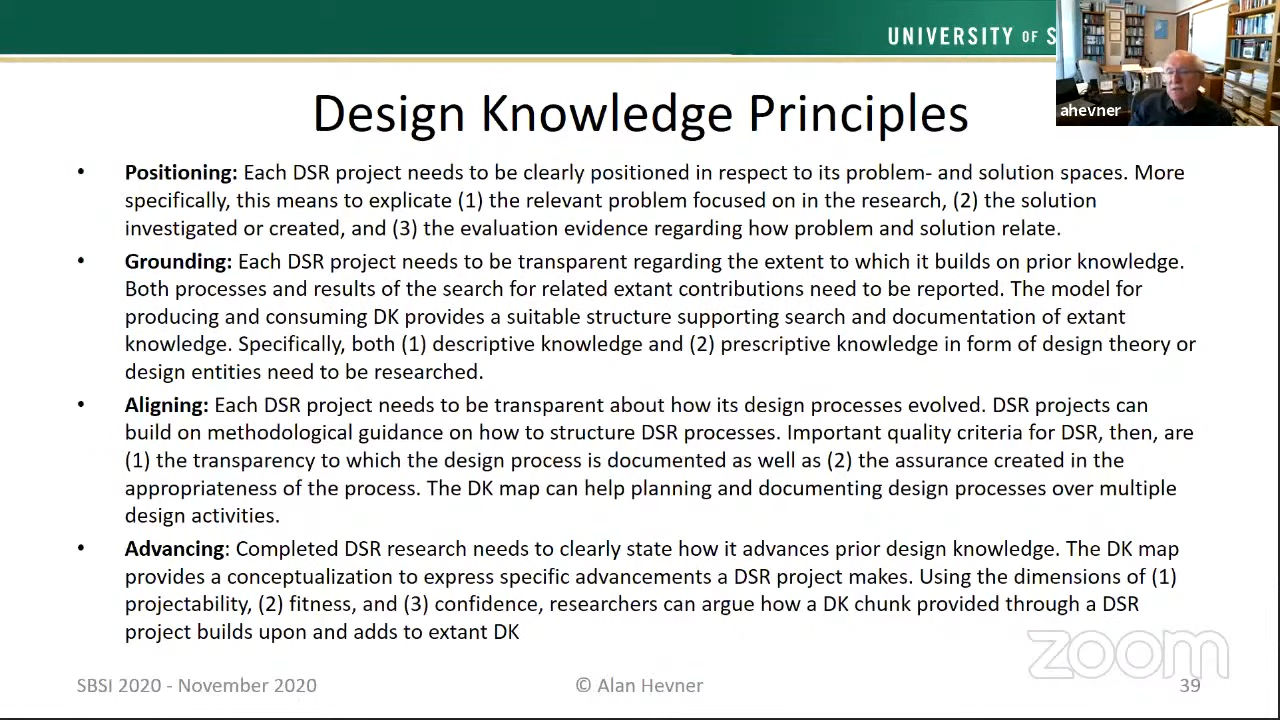 UNIVERSITY OF S
ahevner
Design Knowledge Principles
• Positioning: Each DSR project needs to be clearly positioned in respect to its problem- and solution spaces. More
specifically, this means to explicate (1) the relevant problem focused on in the research, (2) the solution
investigated or created, and (3) the evaluation evidence regarding how problem and solution relate.
• Grounding: Each DSR project needs to be transparent regarding the extent to which it builds on prior knowledge.
Both processes and results of the search for related extant contributions need to be reported. The model for
producing and consuming DK provides a suitable structure supporting search and documentation of extant
knowledge. Specifically, both (1) descriptive knowledge and (2) prescriptive knowledge in form of design theory or
design entities need to be researched.
• Aligning: Each DSR project needs to be transparent about how its design processes evolved. DSR projects can
build on methodological guidance on how to structure DSR processes. Important quality criteria for DSR, then, are
(1) the transparency to which the design process is documented as well as (2) the assurance created in the
appropriateness of the process. The DK map can help planning and documenting design processes over multiple
design activities.
• Advancing: Completed DSR research needs to clearly state how it advances prior design knowledge. The DK map
provides a conceptualization to express specific advancements a DSR project makes. Using the dimensions of (1)
projectability, (2) fitness, and (3) confidence, researchers can argue how a DK chunk provided through a DSR
project builds upon and adds to extant DK
zoom
SBSI 2020 - November 2020
© Alan Hevner
39